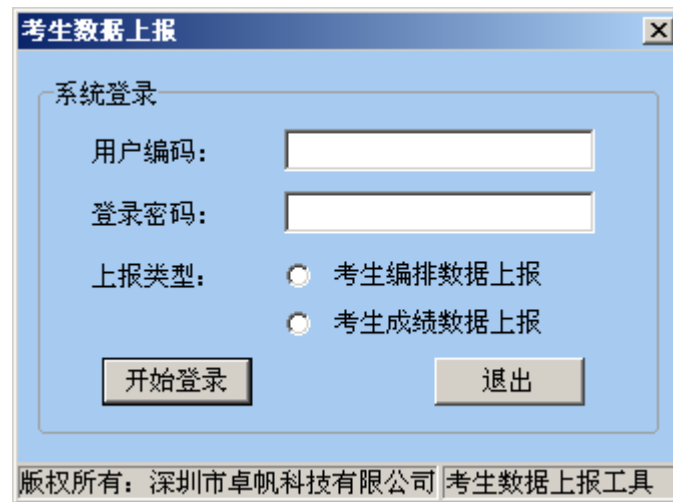 考生数据上报
系统登录
用户编码：
登录密码：
上报类型：
考生编排数据上报
考生成绩数据上报
开始登录
退出
版权所有：深圳市卓帆科技有限公司
考生数据上报工具